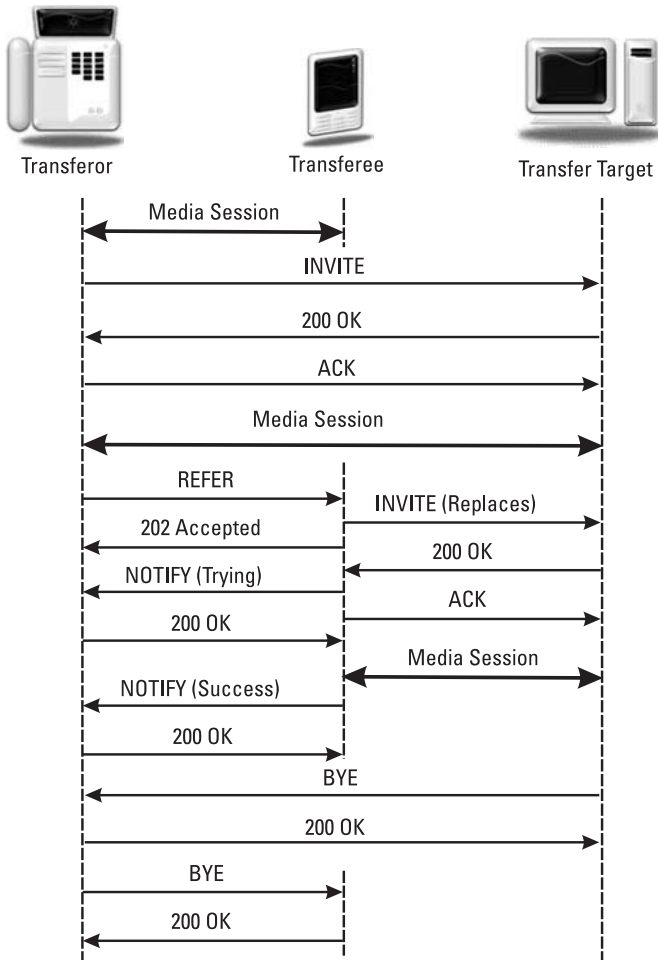 Transferor
Transferee
Transfer Target
Media Session
INVITE
200 OK
ACK
Media Session
REFER
INVITE (Replaces)
202 Accepted
200 OK
NOTIFY (Trying)
ACK
200 OK
Media Session
NOTIFY (Success)
200 OK
BYE
200 OK
BYE
200 OK